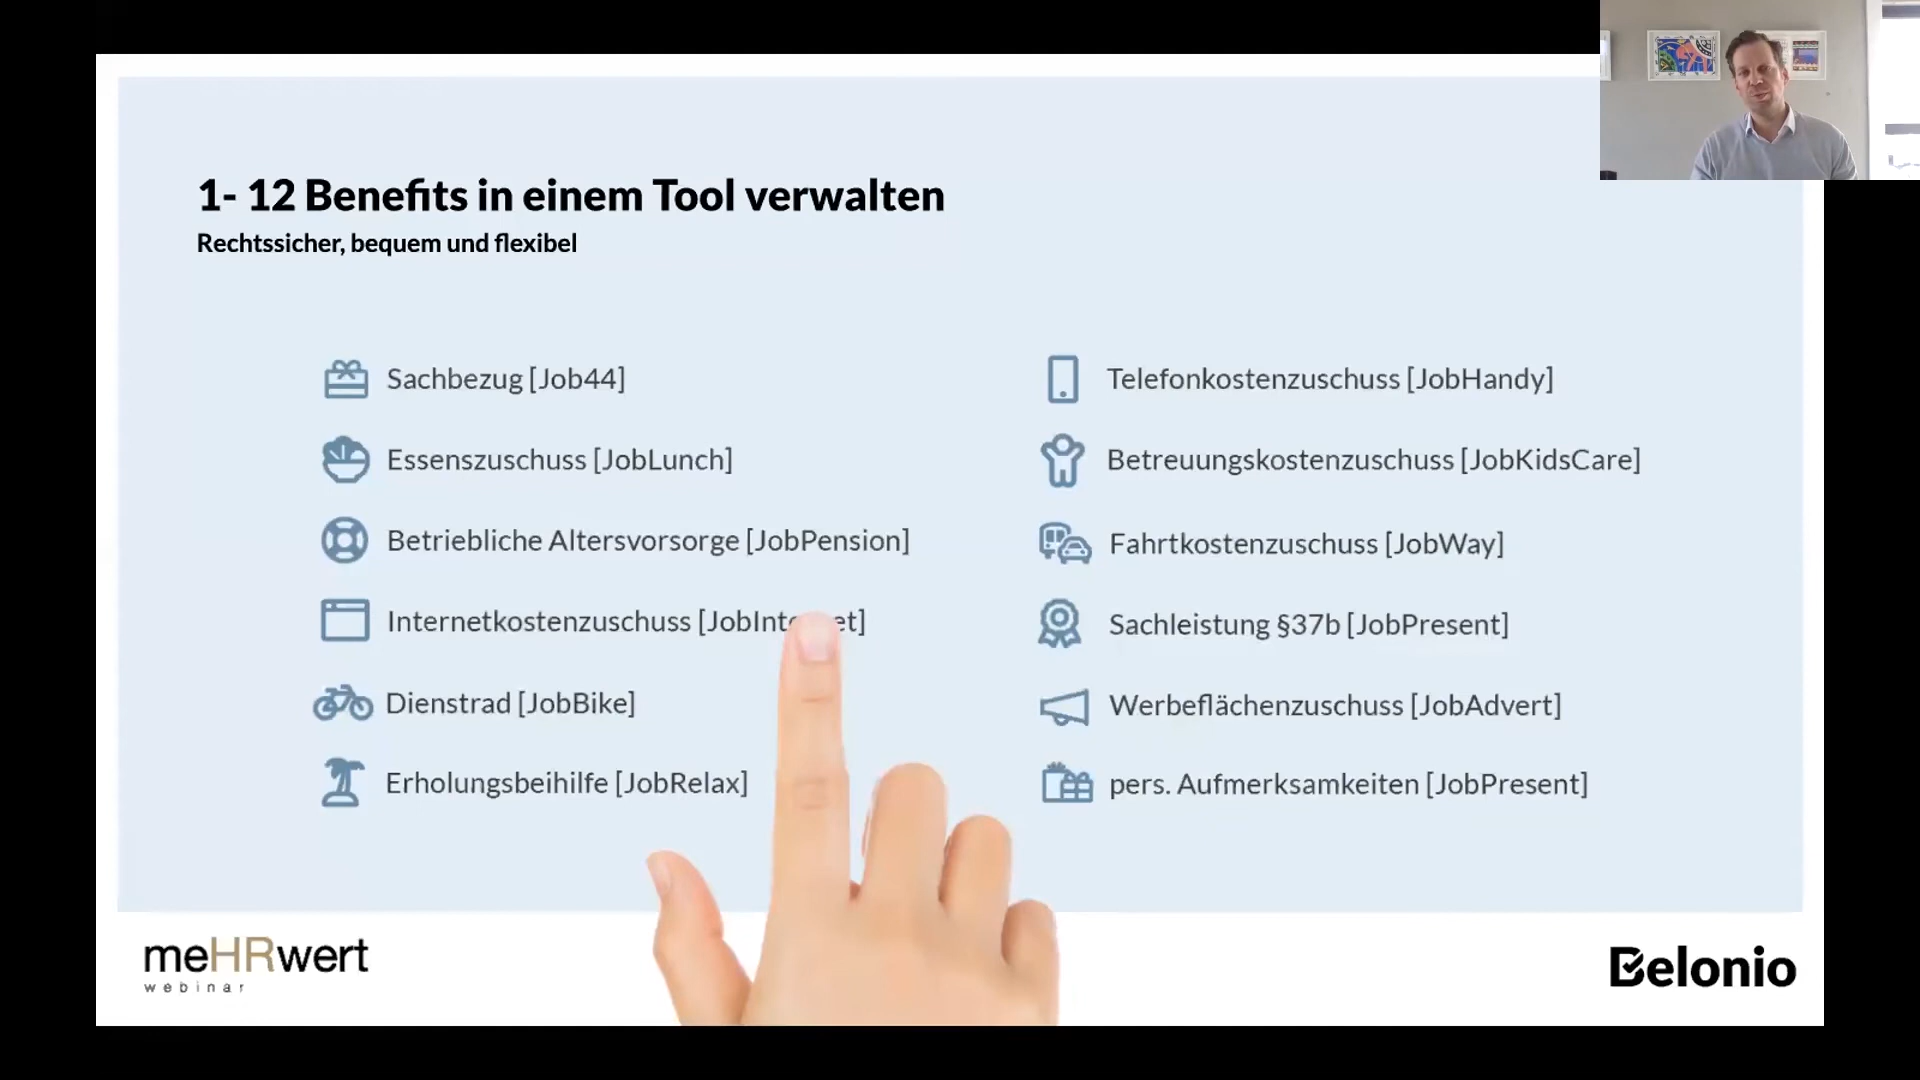 1- 12 Benefits in einem Tool verwalten
Rechtssicher, bequem und flexibel
Sachbezug [Job44]
Essenszuschuss [JobLunch]
Betriebliche Altersvorsorge [JobPension]
Internetkostenzuschuss
Dienstrad [JobBike]
Erholungsbeihilfe [JobRelax]
Telefonkostenzuschuss [JobHandy]
Betreuungskostenzuschuss [JobKidsCare]
Fahrtkostenzuschuss [JobWay]
Sachleistung §37b [JobPresent]
Werbeflächenzuschuss [JobAdvert]
pers. Aufmerksamkeiten [JobPresent]
meHRwert
webinar
Belonio